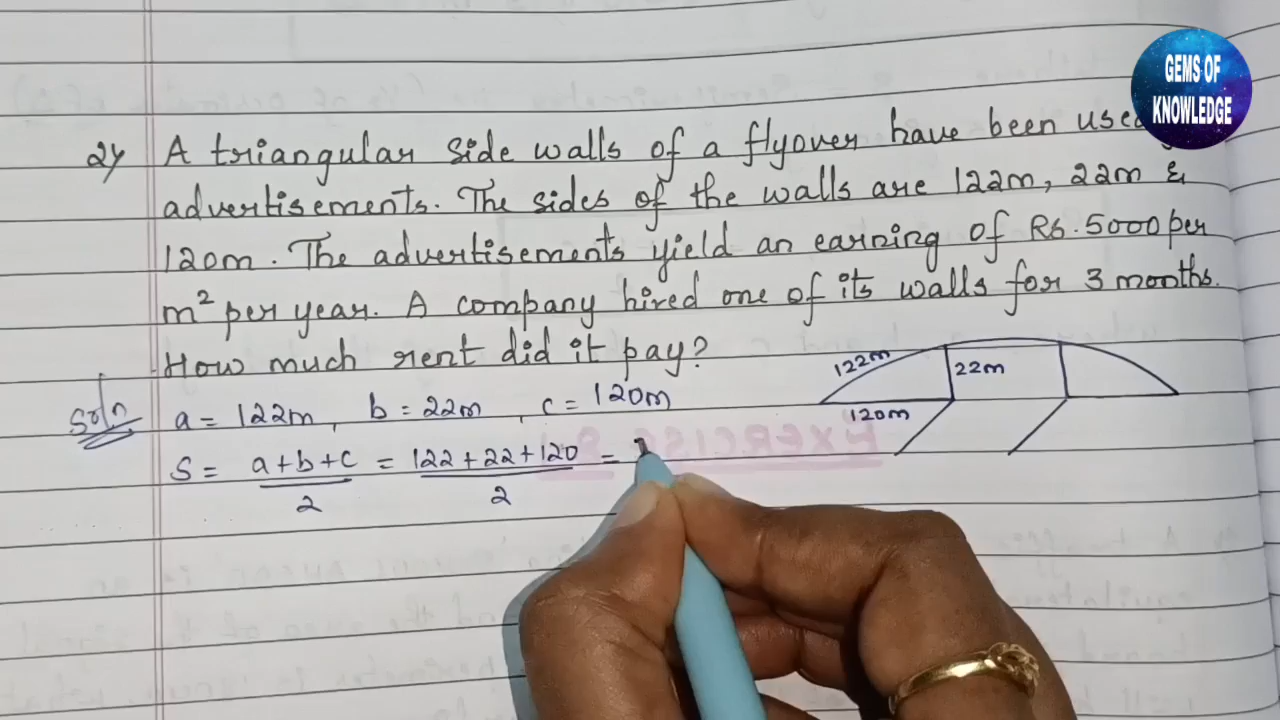 GEMS OF
KNOWLEDGE
2y A triangular side walls of a flyover have been used
advertisements. The sides of the walls are 122m, 22m &
120m. The advertisements yield an earning of Rs. 5000 per
m² per year. A company hired one of its walls for 3 months.
How much rent did it pay?
Soln a = 122m, b = 22m, c = 120m
122m
22m
120m
S = a+b+c/2 = 122+22+120/2 =
EXERCISE